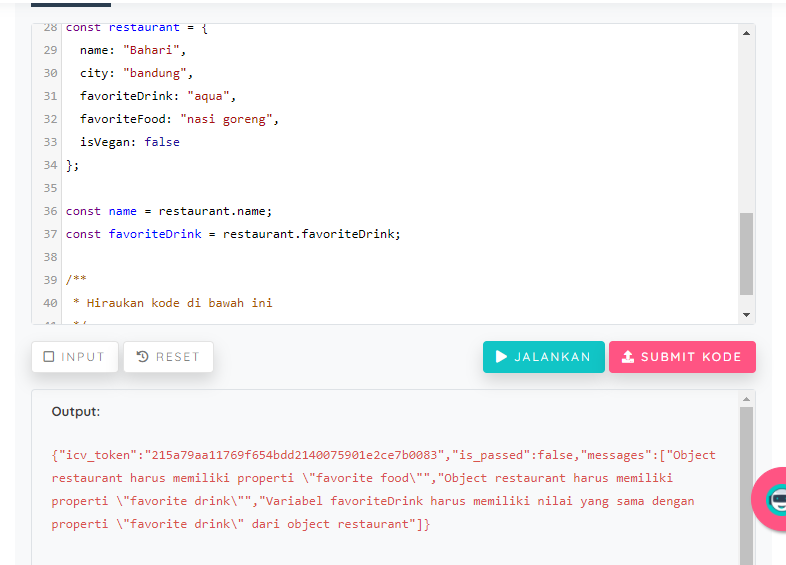 28 const restaurant = {
29   name: "Bahari",
30   city: "bandung",
31   favoriteDrink: "aqua",
32   favoriteFood: "nasi goreng",
33   isVegan: false
34 };
35
36 const name = restaurant.name;
37 const favoriteDrink = restaurant.favoriteDrink;
38
39 /**
40  * Hiraukan kode di bawah ini
41  */
INPUT RESET JALANKAN SUBMIT KODE
Output:
{"icv_token":"215a79aa11769f654bdd2140075901e2ce7b0083","is_passed":false,"messages":["Object
restaurant harus memiliki properti \"favorite food\"","Object restaurant harus memiliki
properti \"favorite drink\"","Variabel favoriteDrink harus memiliki nilai yang sama dengan
properti \"favorite drink\" dari object restaurant"]}